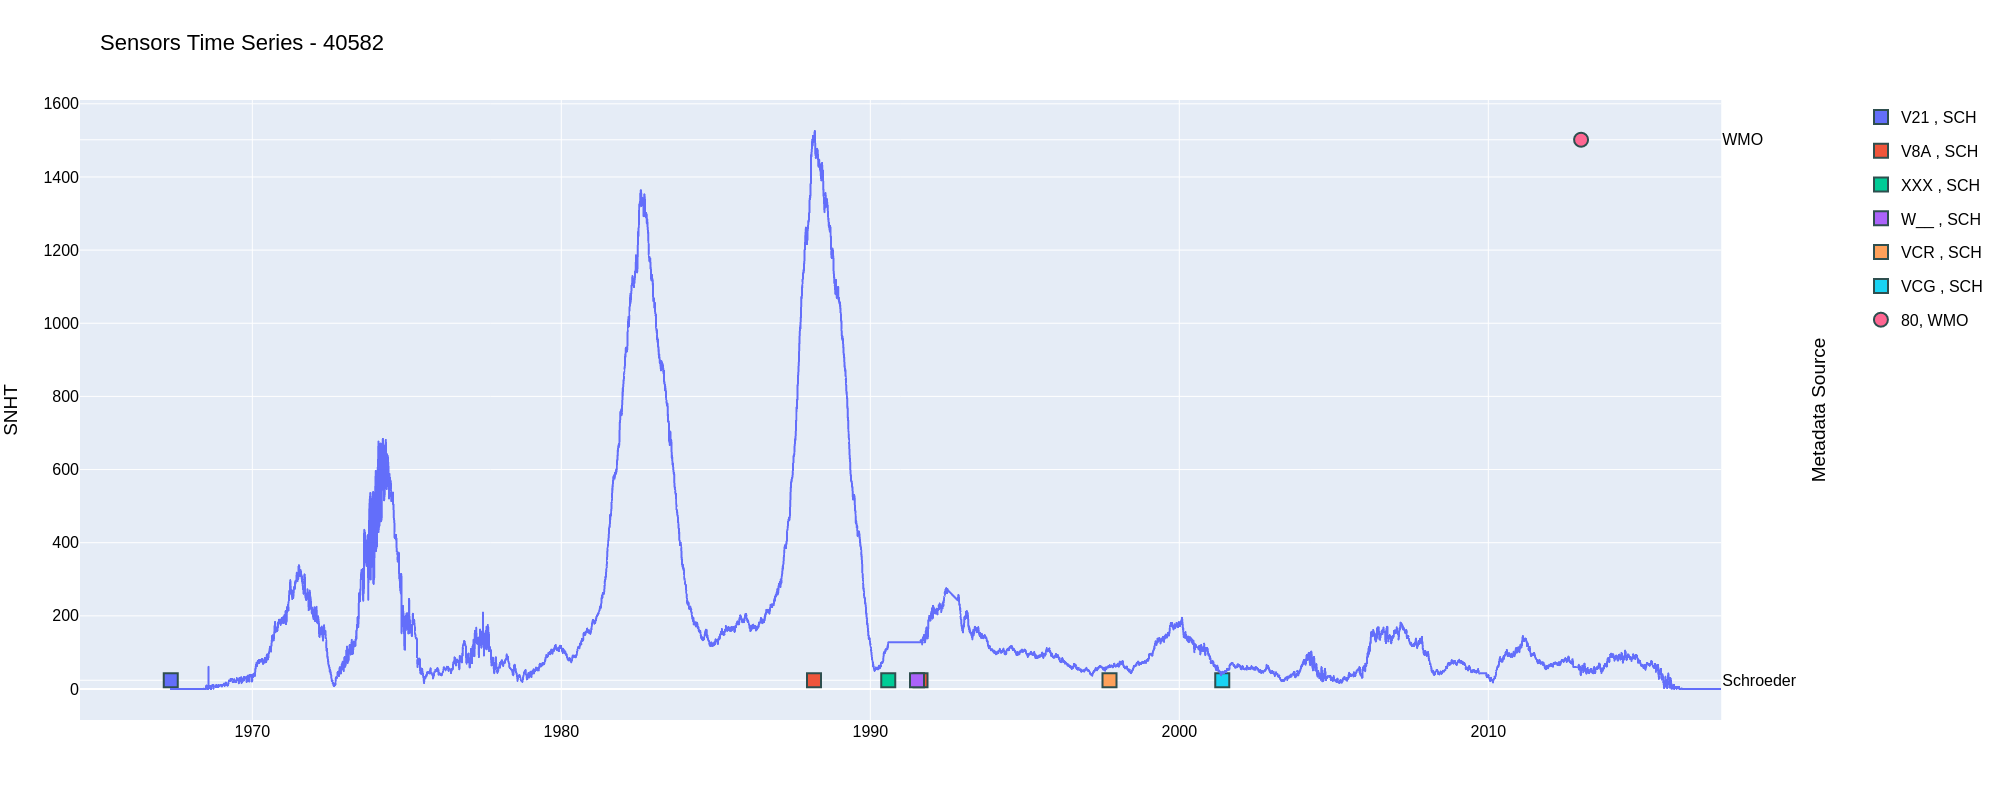 Sensors Time Series - 40582
1600
1400
1200
1000
800
600
400
200
0
SNHT
1970
1980
1990
2000
2010
WMO
Schroeder
Metadata Source
V21 , SCH
V8A , SCH
XXX , SCH
W__ , SCH
VCR , SCH
VCG , SCH
80, WMO